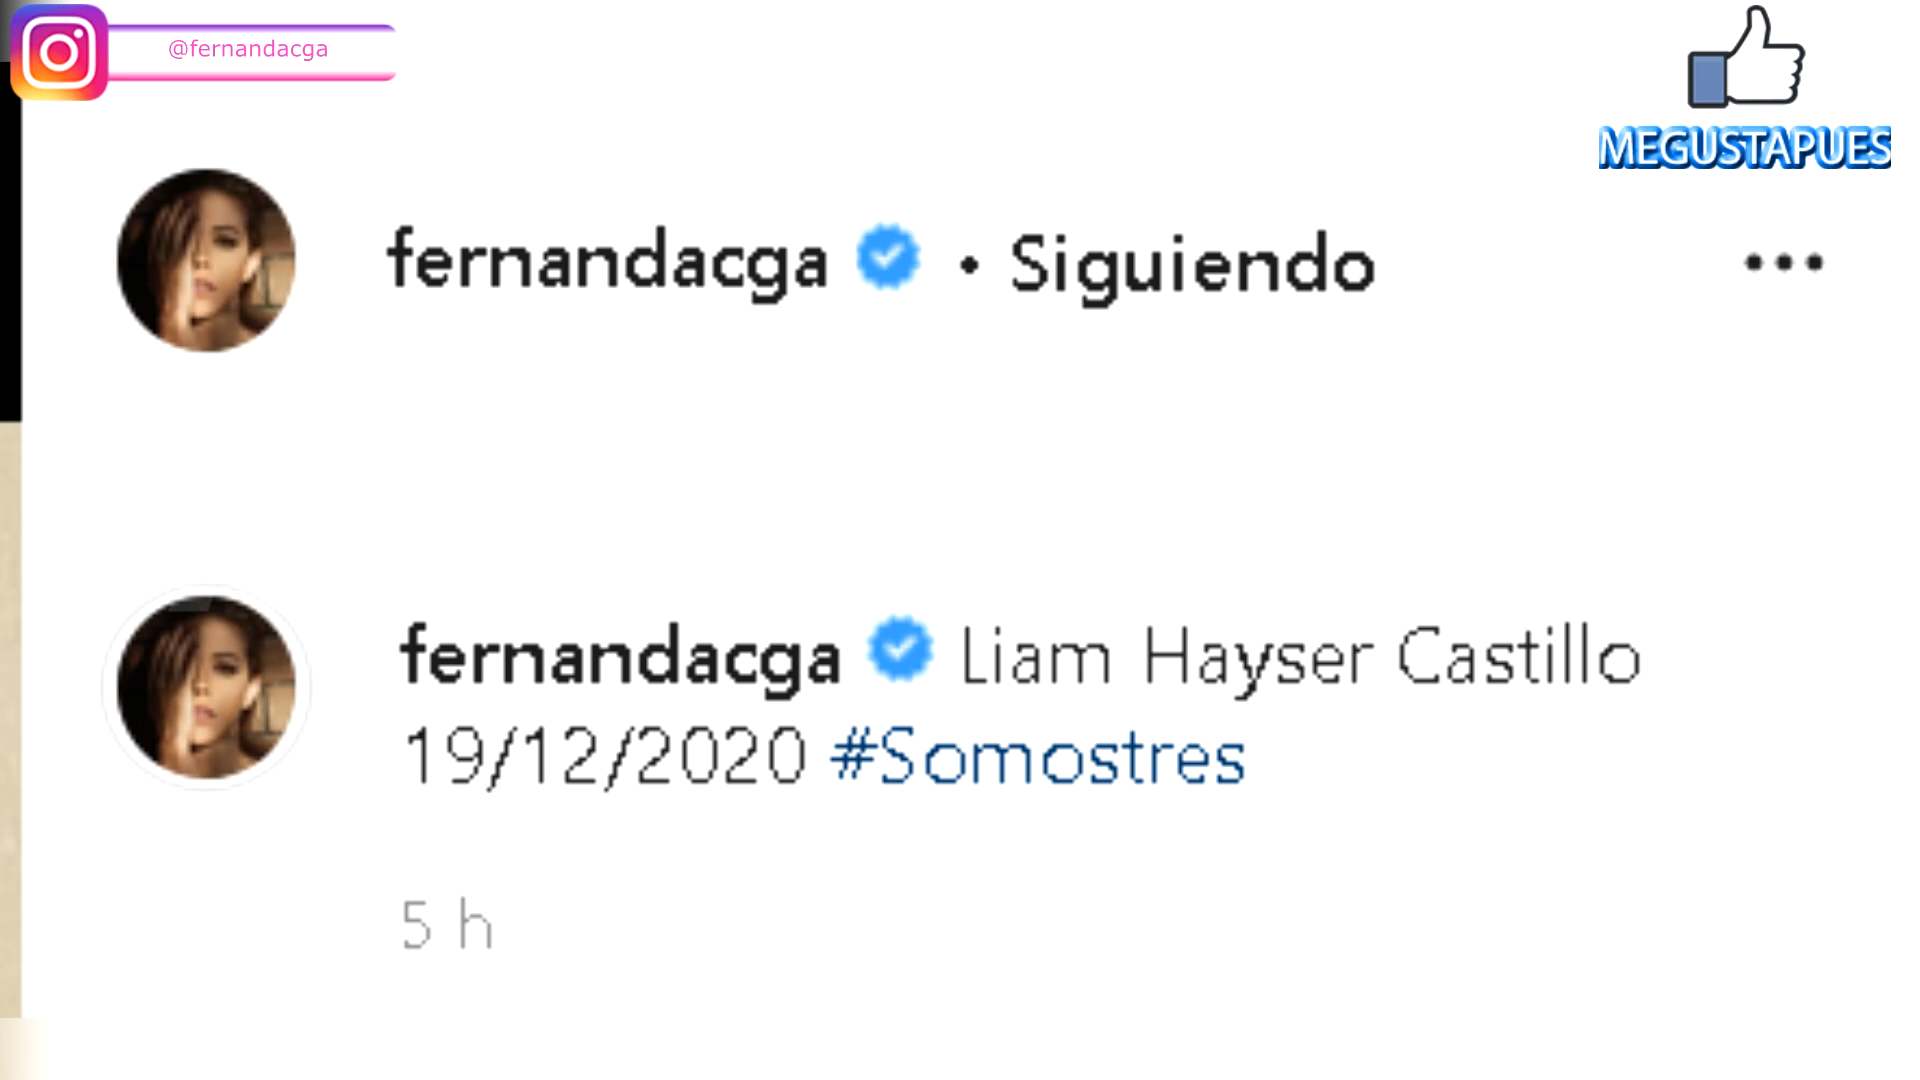 @fernandacga
MEGUSTAPUES
fernandacga • Siguiendo
fernandacga Liam Hayser Castillo
19/12/2020 #Somostres
5 h